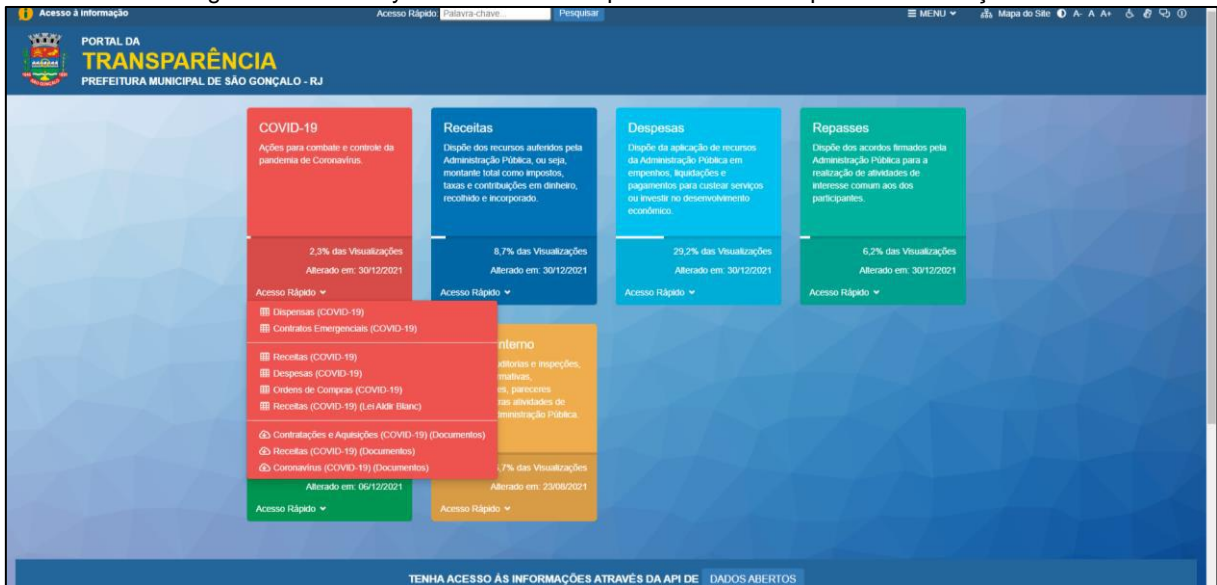 Acesso à Informação
Acesso Rápido: Palavra-chave... Pesquisar
MENU
Mapa do Site
A- A A+
PORTAL DA
TRANSPARÊNCIA
PREFEITURA MUNICIPAL DE SÃO GONÇALO - RJ
COVID-19
Ações para combate e controle da
pandemia de Coronavírus.
2,3% das Visualizações
Alterado em: 30/12/2021
Acesso Rápido
Receitas
Dispõe dos recursos auferidos pela
Administração Pública, ou seja,
montante total como impostos,
taxas e contribuições em dinheiro,
recolhido e incorporado.
8,7% das Visualizações
Alterado em: 30/12/2021
Acesso Rápido
Despesas
Dispõe da aplicação de recursos
da Administração Pública em
empenhos, liquidações e
pagamentos para custear serviços
ou investir no desenvolvimento
econômico.
29,2% das Visualizações
Alterado em: 30/12/2021
Acesso Rápido
Repasses
Dispõe dos acordos firmados pela
Administração Pública para a
realização de atividades de
interesse comum aos dos
participantes.
6,2% das Visualizações
Alterado em: 30/12/2021
Acesso Rápido
Dispensas (COVID-19)
Contratos Emergenciais (COVID-19)
Receitas (COVID-19)
Despesas (COVID-19)
Ordens de Compras (COVID-19)
Receitas (COVID-19) (Lei Aldir Blanc)
Contratações e Aquisições (COVID-19) (Documentos)
Receitas (COVID-19) (Documentos)
Coronavírus (COVID-19) (Documentos)
Alterado em: 06/12/2021
Acesso Rápido
nterno
uditorias e inspeções,
rmativas,
es, pareceres
ras atividades de
dministração Pública.
,7% das Visualizações
Alterado em: 23/08/2021
Acesso Rápido
TENHA ACESSO ÀS INFORMAÇÕES ATRAVÉS DA API DE DADOS ABERTOS